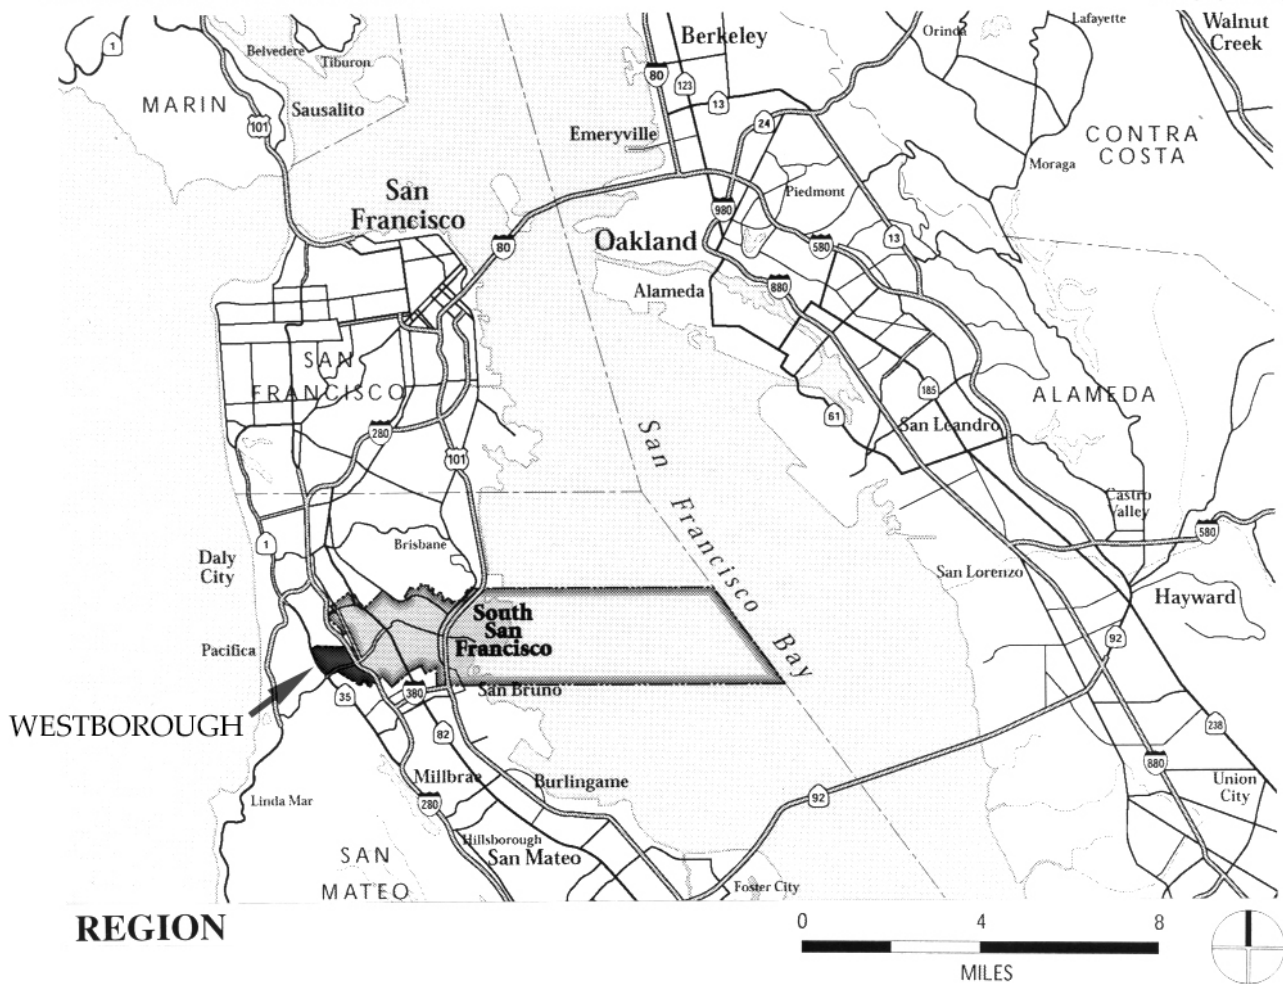 1
Belvedere
Tiburon
MARIN
Sausalito
101
Berkeley
80
123
13
24
Emeryville
Orinda
Lafayette
Walnut
Creek
CONTRA
COSTA
Moraga
San
Francisco
80
980
Piedmont
Oakland
580
13
Alameda
880
SAN
FRANCISCO
280
101
185
61
San Leandro
ALAMEDA
San Francisco Bay
Castro
Valley
580
Daly
City
1
Brisbane
San Lorenzo
Hayward
92
South
San
Francisco
Pacifica
San Bruno
380
35
WESTBOROUGH
82
238
880
Millbrae
Burlingame
280
92
Union
City
Linda Mar
Hillsborough
San Mateo
SAN
MATEO
Foster City
REGION
0 4 8
MILES